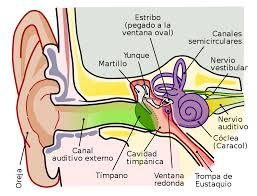 Estribo
(pegado a la
ventana oval)
Canales
semicirculares
Yunque
Martillo
Nervio
vestibular
Nervio
auditivo
Cóclea
(Caracol)
Canal
auditivo externo
Cavidad
timpánica
Tímpano
Ventana
redonda
Trompa de
Eustaquio
Oreja